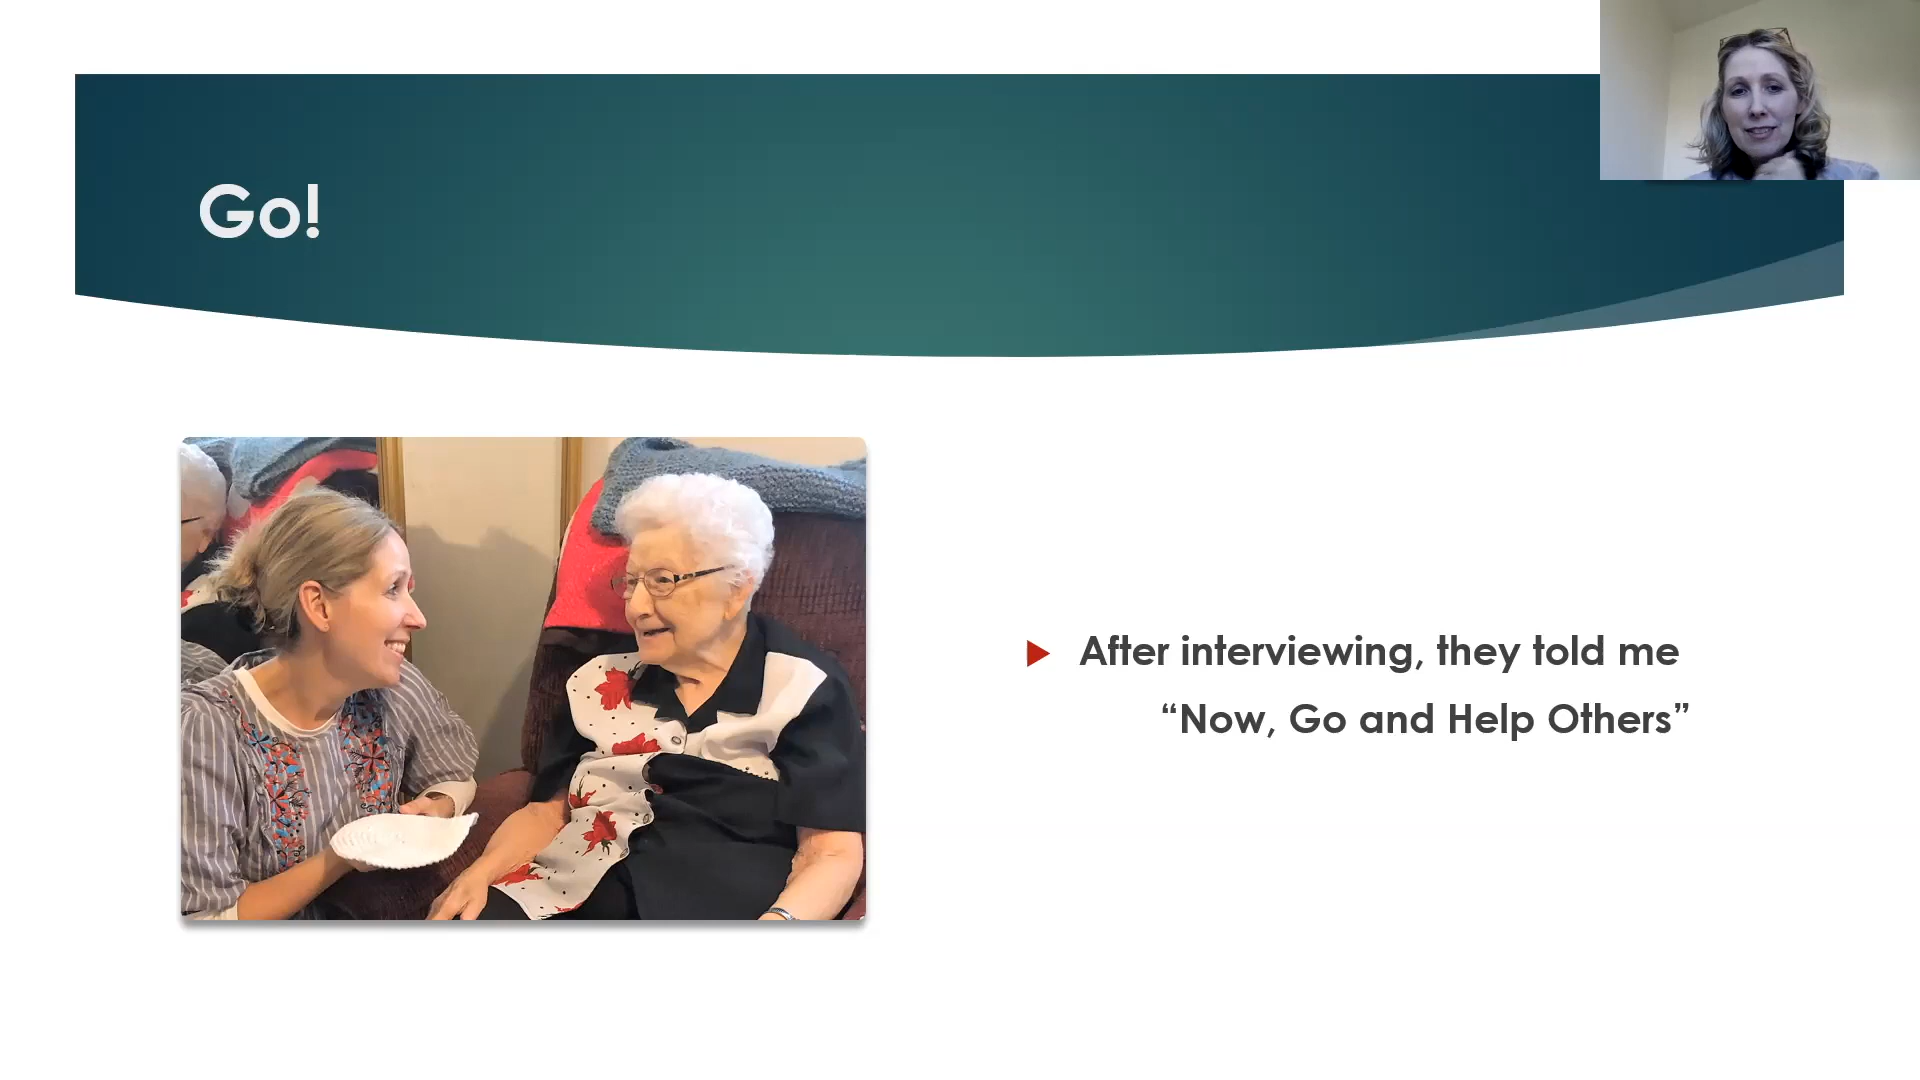 Go!
After interviewing, they told me
“Now, Go and Help Others”